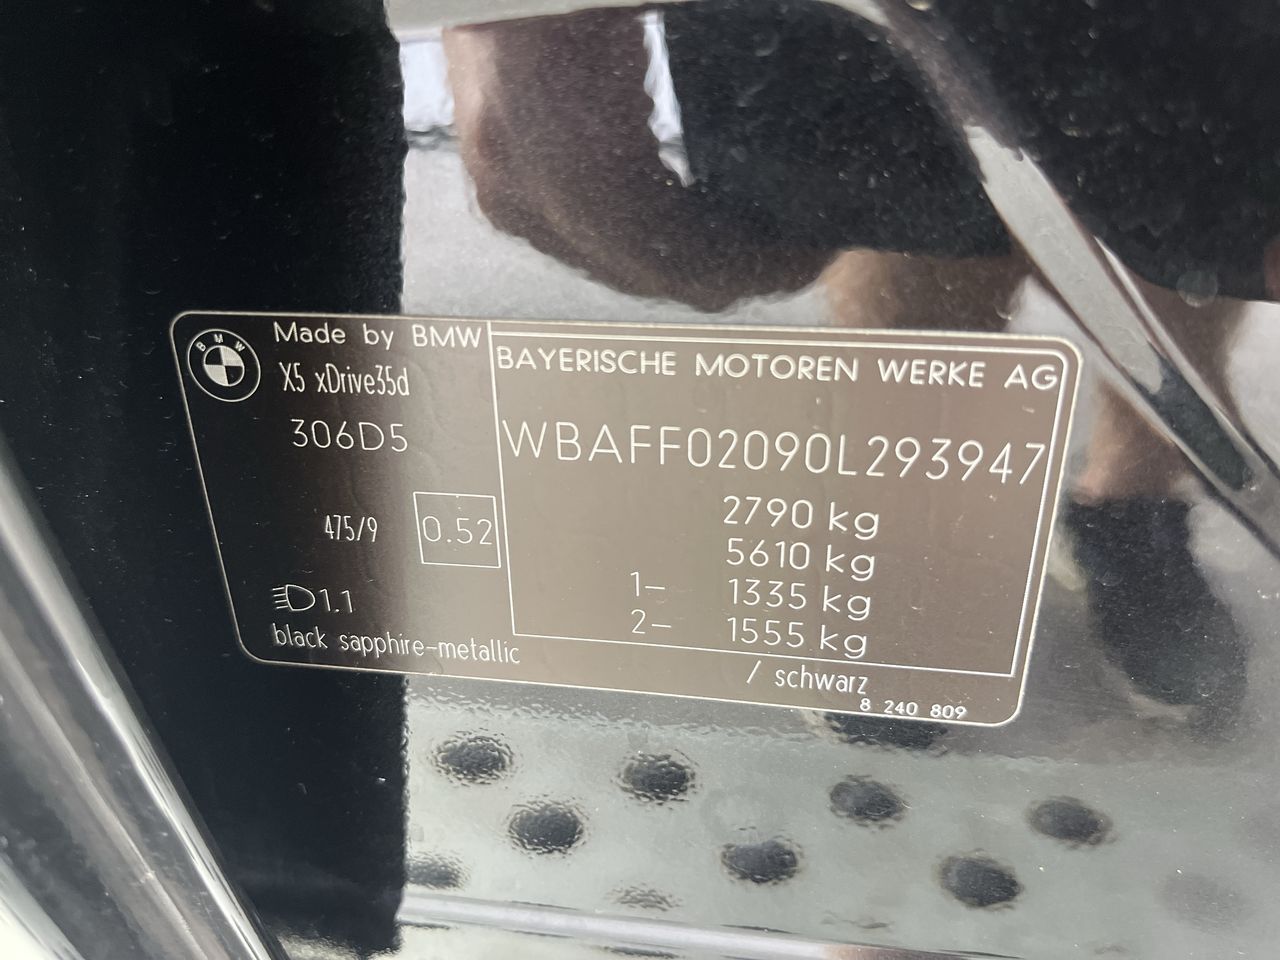 BMW
Made by BMW
X5 xDrive35d
306D5
475/9
0.52
1.1
black sapphire-metallic
BAYERISCHE MOTOREN WERKE AG
WBAFF02090L293947
2790 kg
5610 kg
1- 1335 kg
2- 1555 kg
/ schwarz
8 240 809